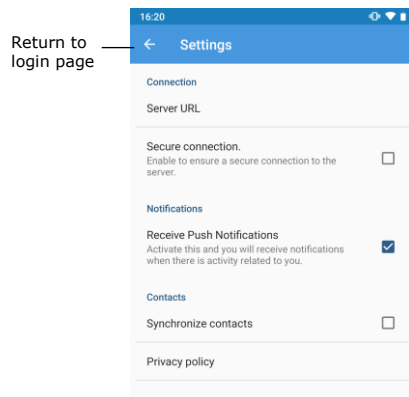 16:20
Return to
login page
Settings
Connection
Server URL
Secure connection.
Enable to ensure a secure connection to the
server.
Notifications
Receive Push Notifications
Activate this and you will receive notifications
when there is activity related to you.
Contacts
Synchronize contacts
Privacy policy